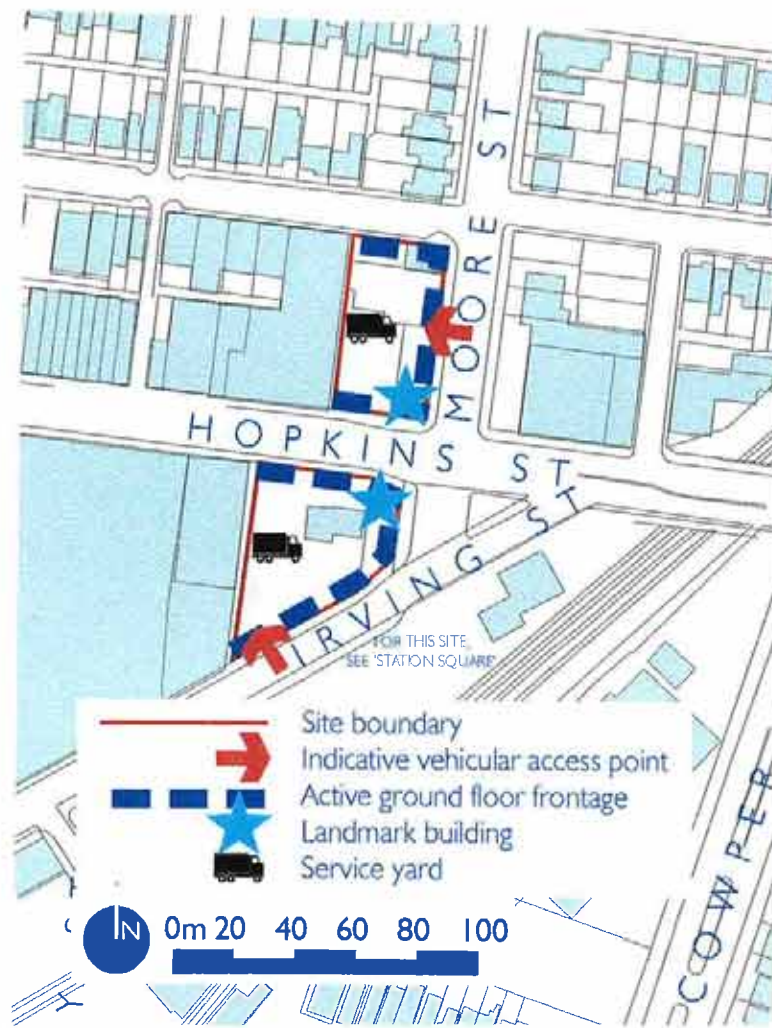 MOORE ST
HOPKINS ST
IRVING ST
FOR THIS SITE,
SEE 'STATION SQUARE'
Site boundary
Indicative vehicular access point
Active ground floor frontage
Landmark building
Service yard
COWPER
N
0m 20 40 60 80 100